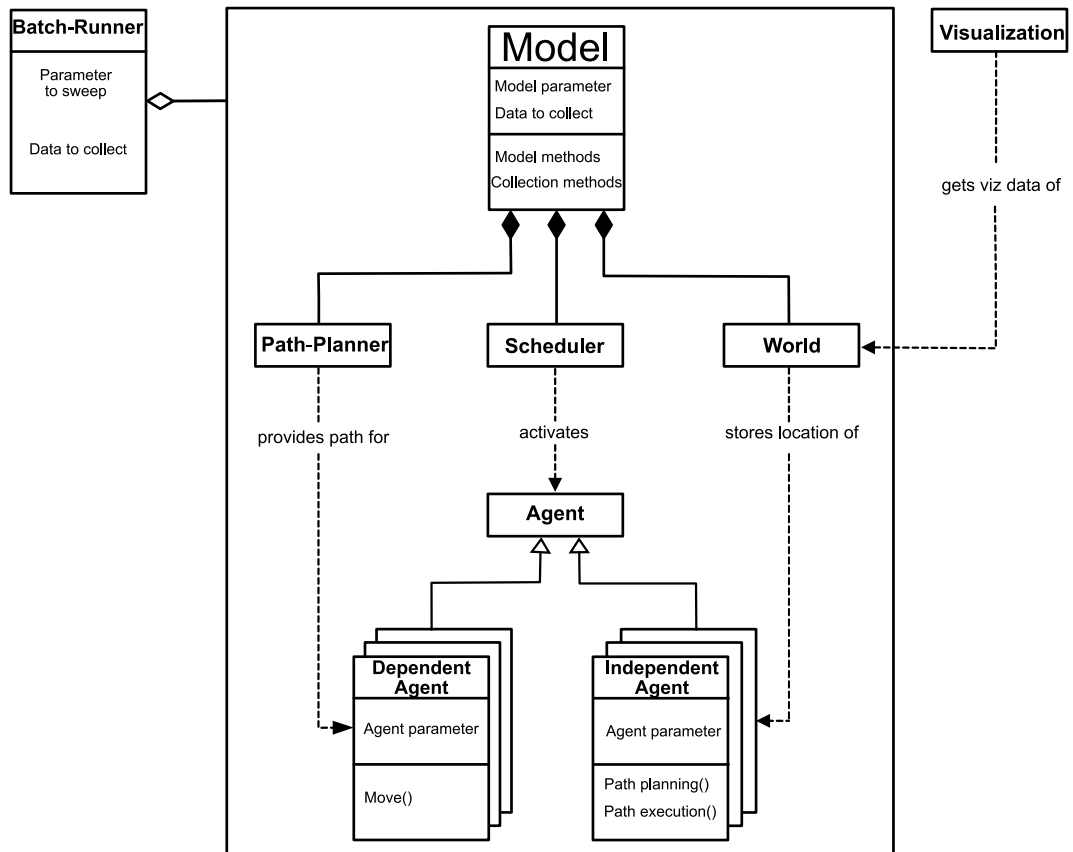 Batch-Runner
Parameter
to sweep
Data to collect
Model
Model parameter
Data to collect
Model methods
Collection methods
Visualization
gets viz data of
Path-Planner
Scheduler
World
provides path for
activates
stores location of
Agent
Dependent
Agent
Agent parameter
Move()
Independent
Agent
Agent parameter
Path planning()
Path execution()